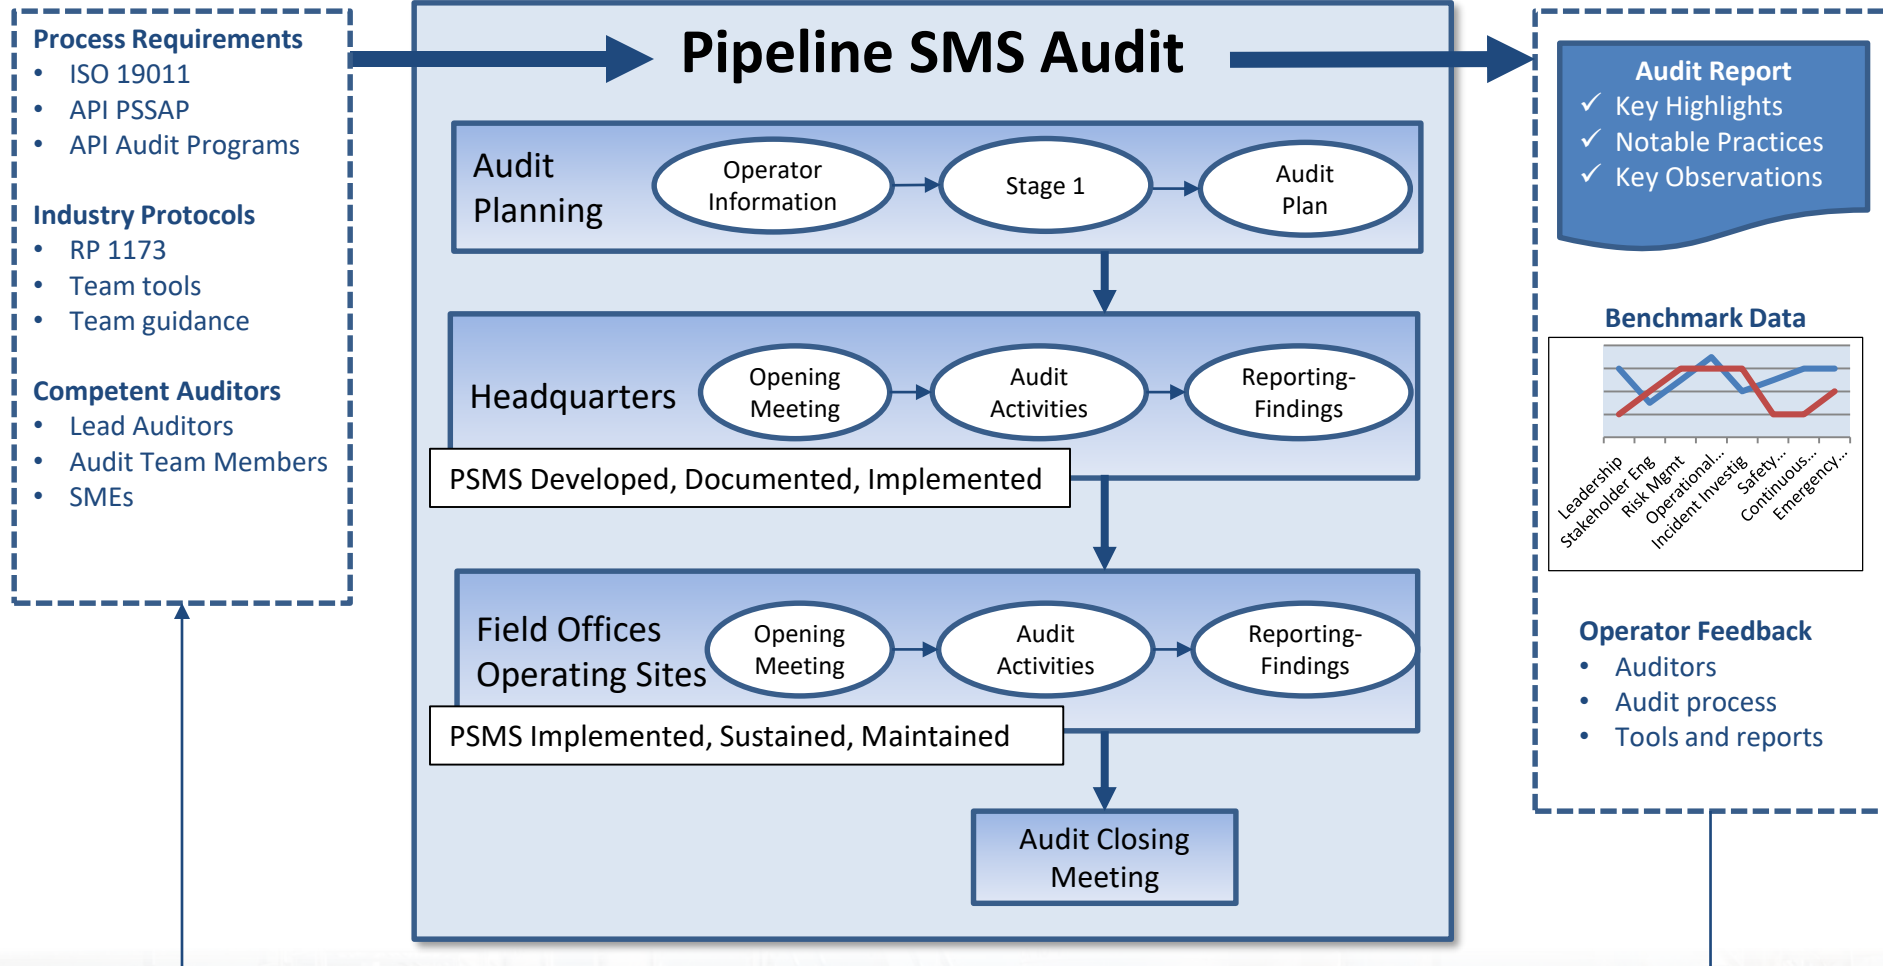 Process Requirements
• ISO 19011
• API PSSAP
• API Audit Programs
Industry Protocols
• RP 1173
• Team tools
• Team guidance
Competent Auditors
• Lead Auditors
• Audit Team Members
• SMEs
Pipeline SMS Audit
Audit
Planning
Operator
Information
Stage 1
Audit
Plan
Headquarters
Opening
Meeting
Audit
Activities
Reporting-
Findings
PSMS Developed, Documented, Implemented
Field Offices
Operating Sites
Opening
Meeting
Audit
Activities
Reporting-
Findings
PSMS Implemented, Sustained, Maintained
Audit Closing
Meeting
Audit Report
✓ Key Highlights
✓ Notable Practices
✓ Key Observations
Benchmark Data
Leadership
Stakeholder Eng
Risk Mgmt
Operational...
Incident Investig
Safety...
Continuous...
Emergency...
Operator Feedback
• Auditors
• Audit process
• Tools and reports